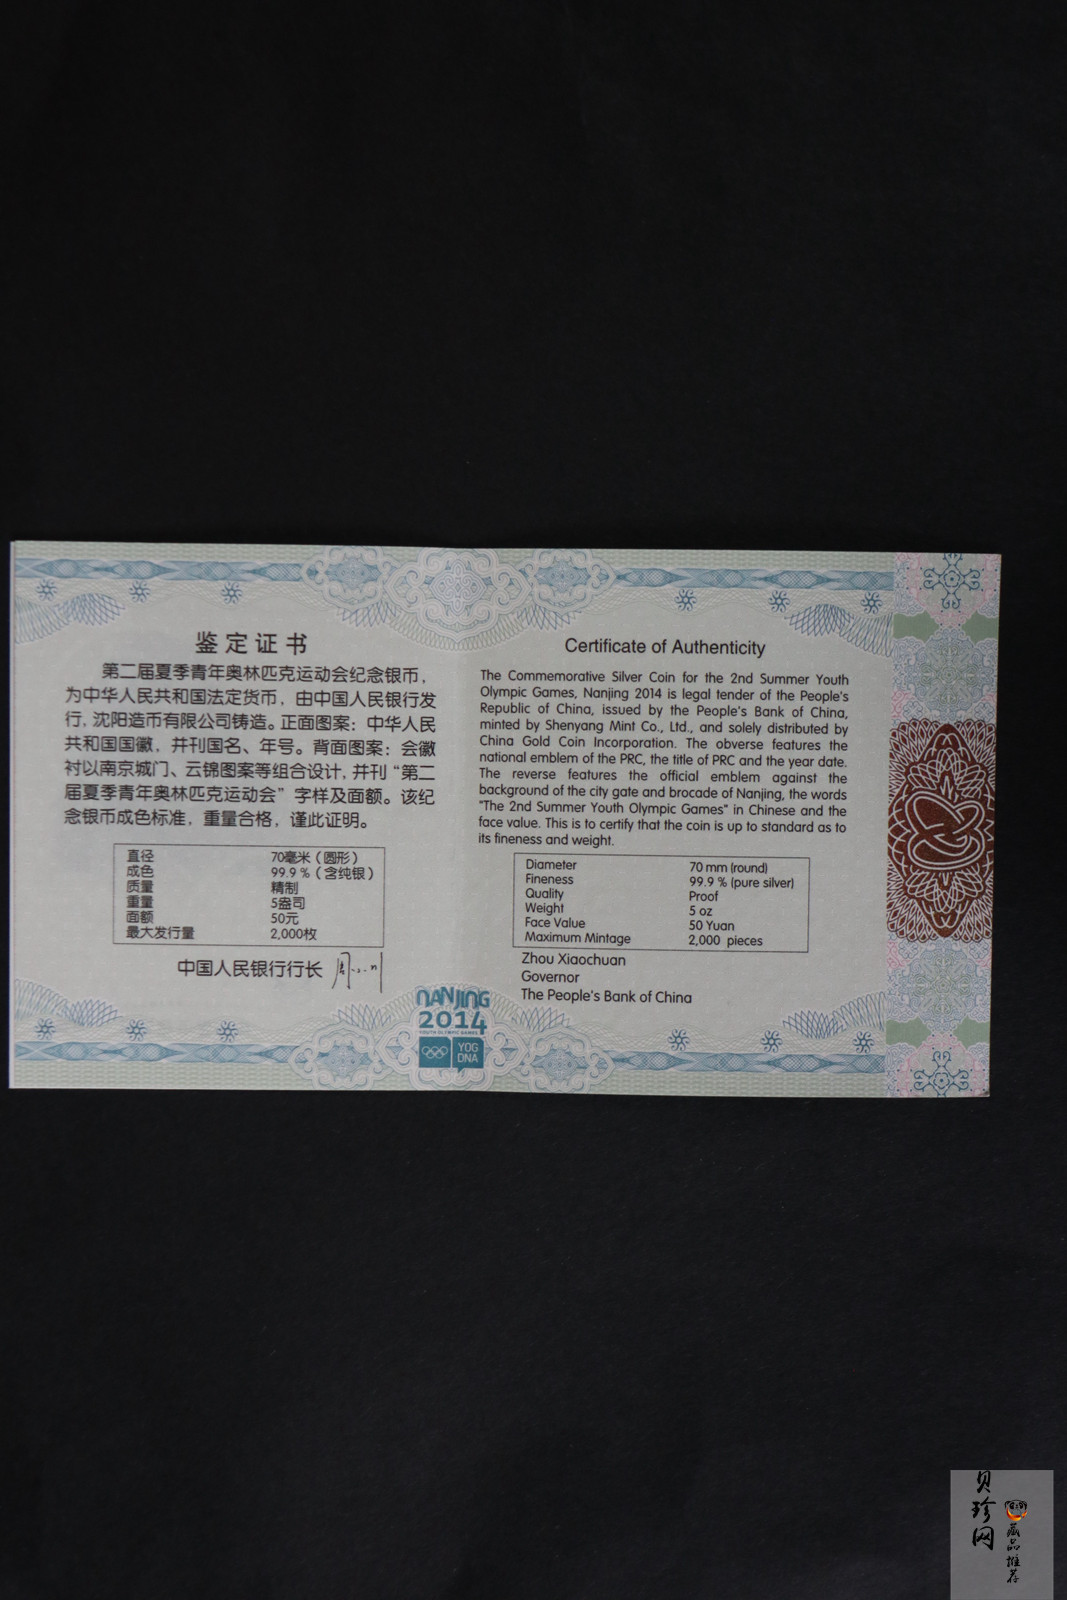 鉴定证书
第二届夏季青年奥林匹克运动会纪念银币，
为中华人民共和国法定货币，由中国人民银行发
行，沈阳造币有限公司铸造。正面图案：中华人民
共和国国徽，并刊国名、年号。背面图案：会徽
衬以南京城门、云锦图案等组合设计，并刊“第二
届夏季青年奥林匹克运动会”字样及面额。该纪
念银币成色标准，重量合格，谨此证明。
直径 70毫米（圆形）
成色 99.9％（含纯银）
质量 精制
重量 5盎司
面额 50元
最大发行量 2,000枚
中国人民银行行长
Certificate of Authenticity
The Commemorative Silver Coin for the 2nd Summer Youth
Olympic Games, Nanjing 2014 is legal tender of the People's
Republic of China, issued by the People's Bank of China,
minted by Shenyang Mint Co., Ltd., and solely distributed by
China Gold Coin Incorporation. The obverse features the
national emblem of the PRC, the title of PRC and the year date.
The reverse features the official emblem against the
background of the city gate and brocade of Nanjing, the words
"The 2nd Summer Youth Olympic Games" in Chinese and the
face value. This is to certify that the coin is up to standard as to
its fineness and weight.
Diameter 70 mm (round)
Fineness 99.9 % (pure silver)
Quality Proof
Weight 5 oz
Face Value 50 Yuan
Maximum Mintage 2,000 pieces
Zhou Xiaochuan
Governor
The People's Bank of China
NANJING
2014
YOUTH OLYMPIC GAMES
YOG
DNA
贝珍网
藏品推荐